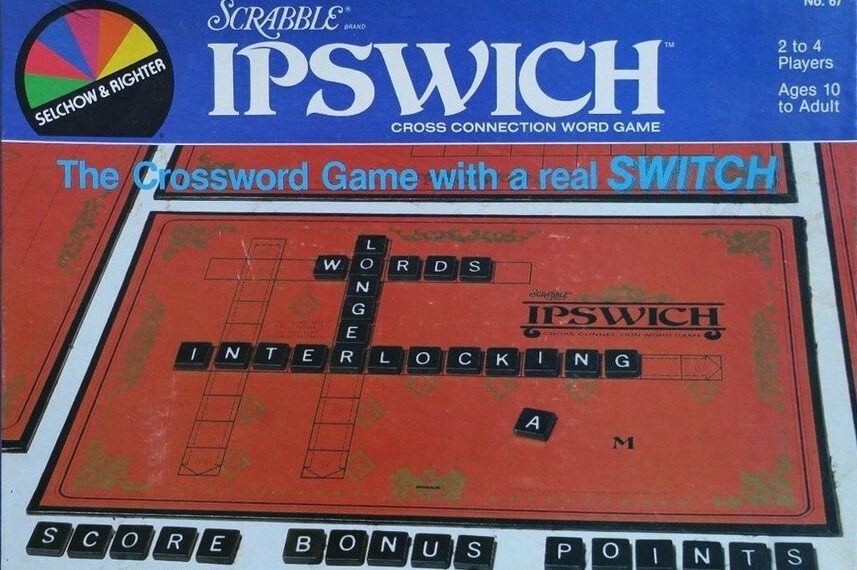 No. 67
SCRABBLE® BRAND
IPSWICH™
CROSS CONNECTION WORD GAME
2 to 4
Players
Ages 10
to Adult
SELCHOW & RIGHTER
The Crossword Game with a real SWITCH
LONGER
WORDS
SCRABBLE
IPSWICH
CROSS CONNECTION WORD GAME
INTERLOCKING
A
M
SCORE BONUS POINTS